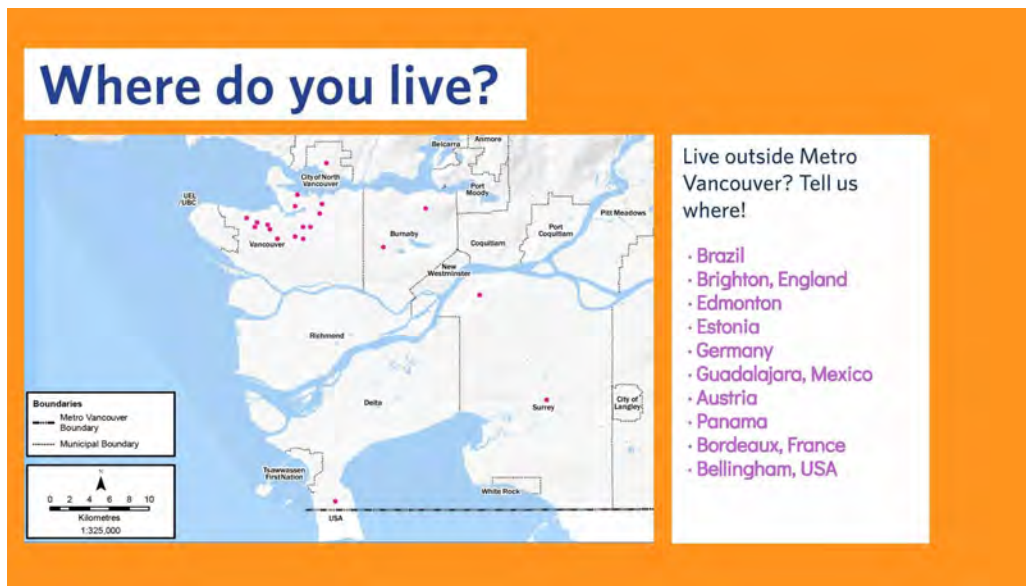 Where do you live?
Belcarra
Anmore
City of North
Vancouver
Port
Moody
UEL
/UBC
Pitt Meadows
Port
Coquitlam
Vancouver
Burnaby
Coquitlam
New
Westminster
Richmond
Delta
Surrey
City of
Langley
Tsawwassen
First Nation
White Rock
USA
Boundaries
Metro Vancouver
Boundary
Municipal Boundary
N
0 2 4 6 8 10
Kilometres
1:325,000
Live outside Metro
Vancouver? Tell us
where!
· Brazil
· Brighton, England
· Edmonton
· Estonia
· Germany
· Guadalajara, Mexico
· Austria
· Panama
· Bordeaux, France
· Bellingham, USA